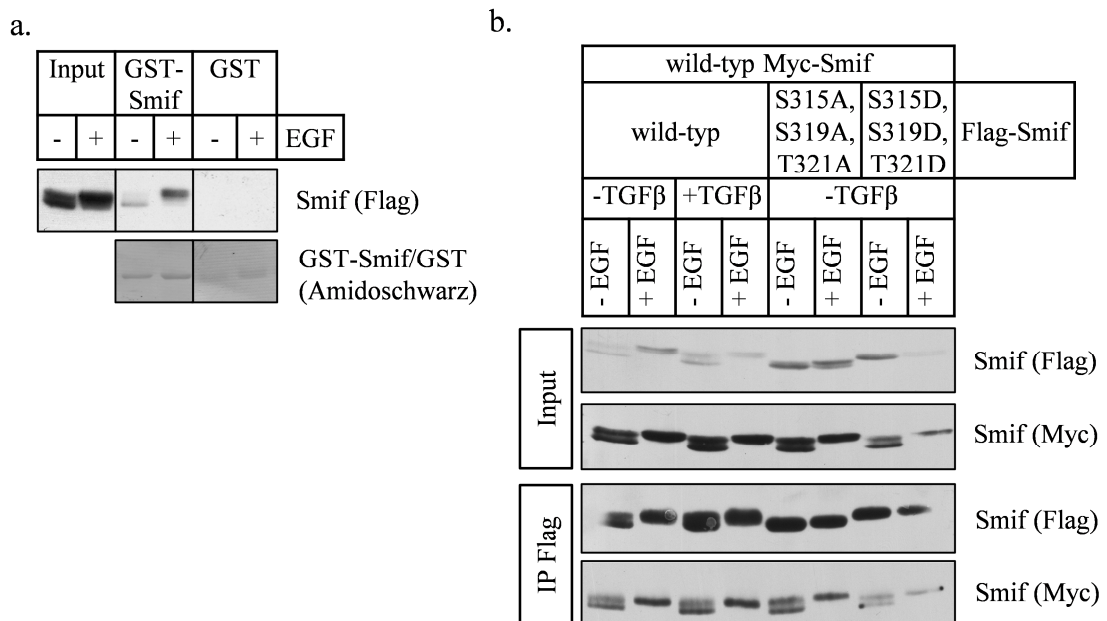 a.
Input
GST-
Smif
GST
-
+
-
+
-
+
EGF
Smif (Flag)
GST-Smif/GST
(Amidoschwarz)
b.
wild-typ Myc-Smif
wild-typ
S315A,
S319A,
T321A
S315D,
S319D,
T321D
Flag-Smif
-TGFβ
+TGFβ
-TGFβ
- EGF
+ EGF
- EGF
+ EGF
- EGF
+ EGF
- EGF
+ EGF
Input
Smif (Flag)
Smif (Myc)
IP Flag
Smif (Flag)
Smif (Myc)